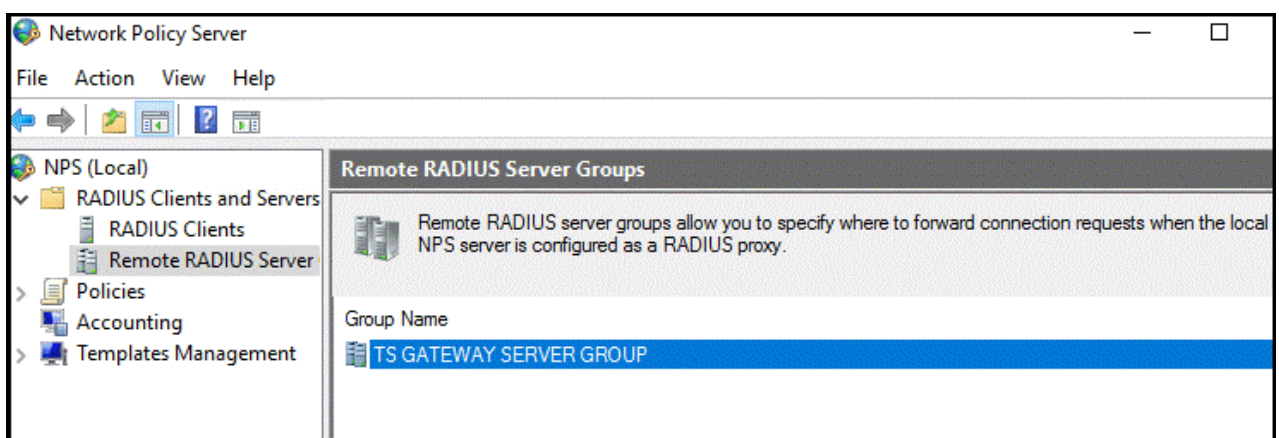 Network Policy Server
File Action View Help
NPS (Local)
RADIUS Clients and Servers
RADIUS Clients
Remote RADIUS Server
Policies
Accounting
Templates Management
Remote RADIUS Server Groups
Remote RADIUS server groups allow you to specify where to forward connection requests when the local
NPS server is configured as a RADIUS proxy.
Group Name
TS GATEWAY SERVER GROUP